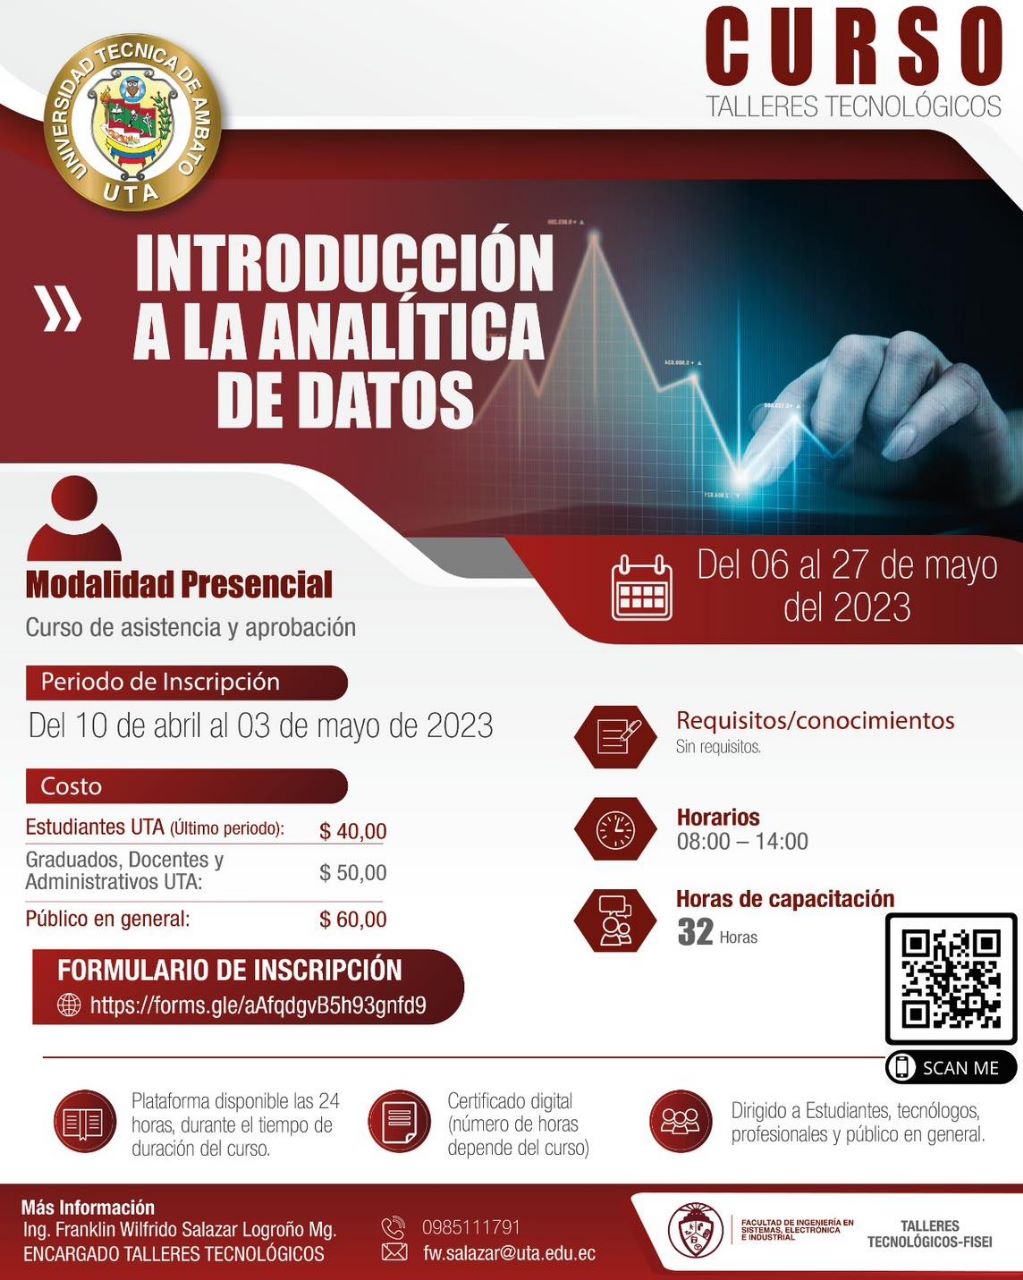 CURSO
TALLERES TECNOLÓGICOS
UNIVERSIDAD TECNICA DE AMBATO
UTA
INTRODUCCIÓN
A LA ANALÍTICA
DE DATOS
Del 06 al 27 de mayo
del 2023
Modalidad Presencial
Curso de asistencia y aprobación
Periodo de Inscripción
Del 10 de abril al 03 de mayo de 2023
Costo
Estudiantes UTA (Último periodo): $ 40,00
Graduados, Docentes y
Administrativos UTA: $ 50,00
Público en general: $ 60,00
FORMULARIO DE INSCRIPCIÓN
https://forms.gle/aAfqdgvB5h93gnfd9
Requisitos/conocimientos
Sin requisitos.
Horarios
08:00 – 14:00
Horas de capacitación
32 Horas
SCAN ME
Plataforma disponible las 24
horas, durante el tiempo de
duración del curso.
Certificado digital
(número de horas
depende del curso)
Dirigido a Estudiantes, tecnólogos,
profesionales y público en general.
Más Información
Ing. Franklin Wilfrido Salazar Logroño Mg.
ENCARGADO TALLERES TECNOLÓGICOS
0985111791
fw.salazar@uta.edu.ec
FACULTAD DE INGENIERÍA EN
SISTEMAS, ELECTRÓNICA
E INDUSTRIAL
TALLERES
TECNOLÓGICOS-FISEI